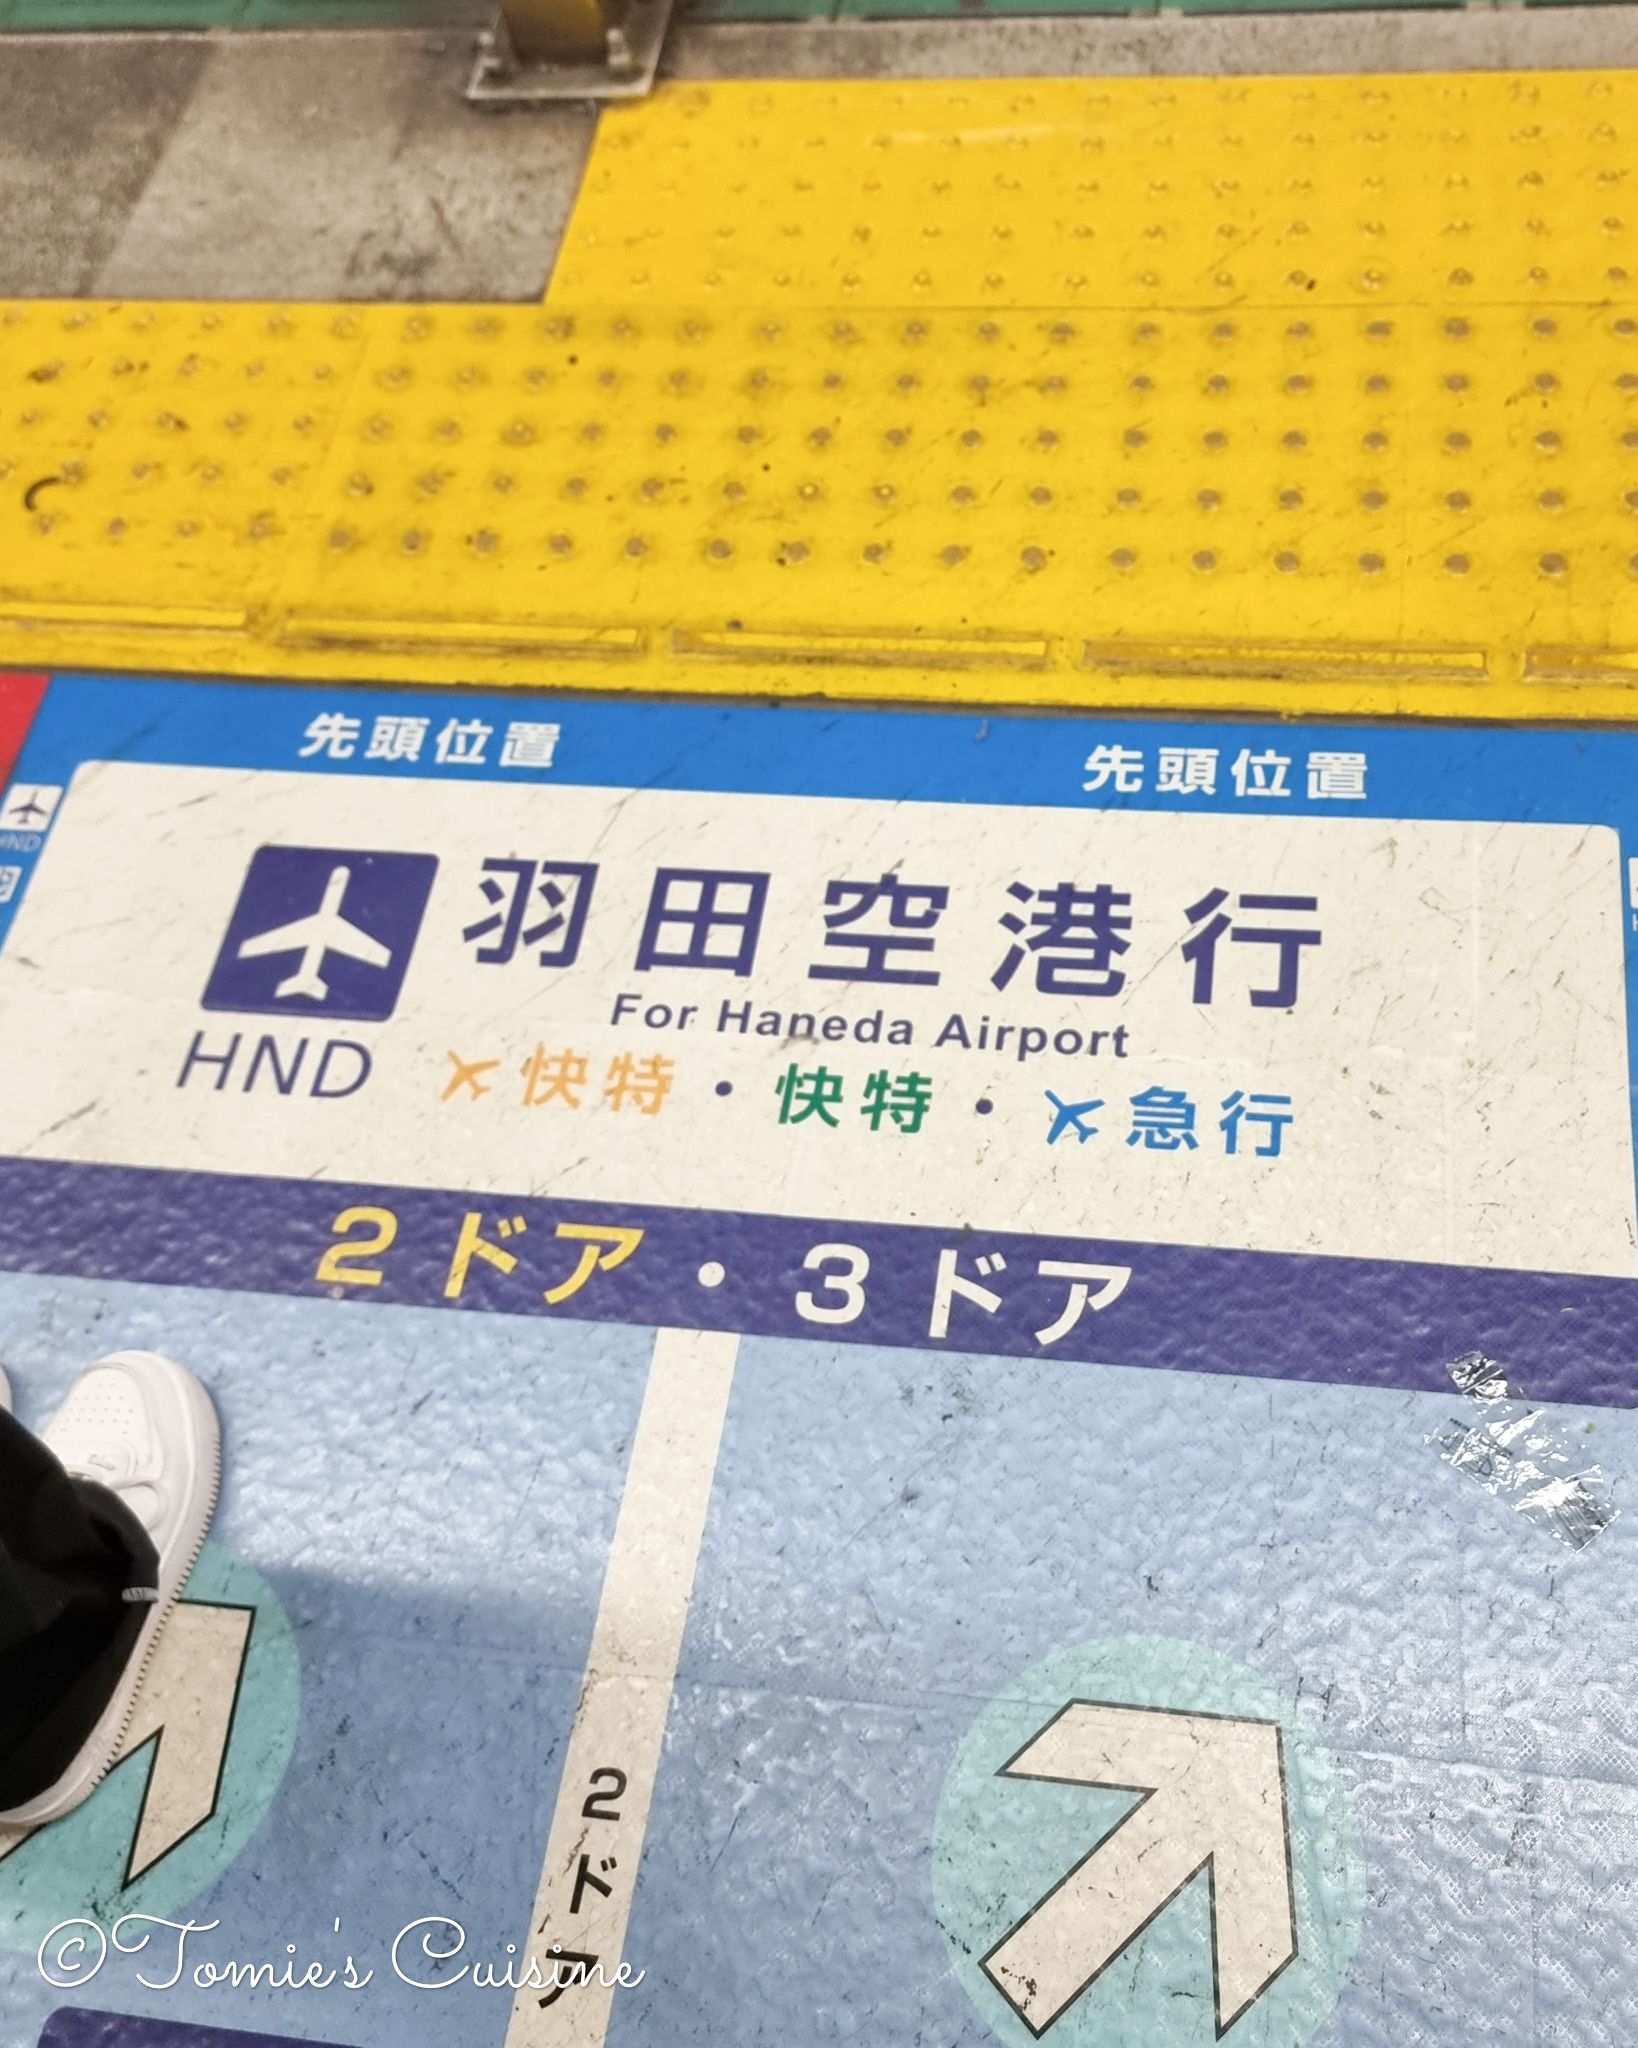 先頭位置 先頭位置
羽田空港行
For Haneda Airport
HND
HND
快特・快特・急行
2ドア・3ドア
2ドア
©Tomie's Cuisine